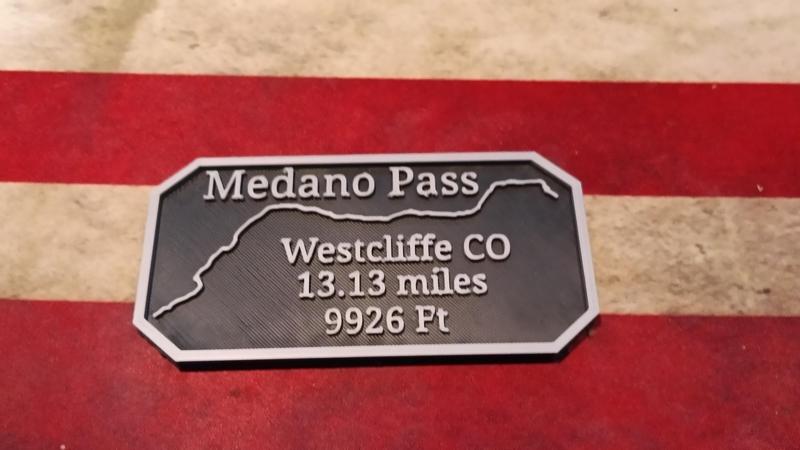 Medano Pass
Westcliffe CO
13.13 miles
9926 Ft